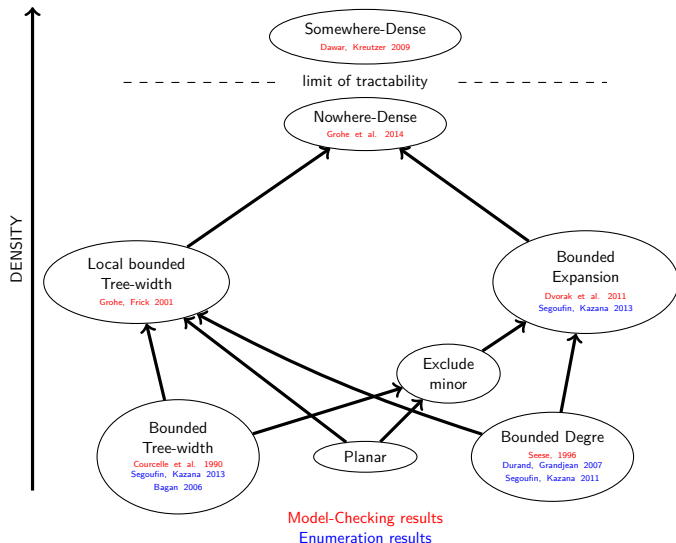 Somewhere-Dense
Dawar, Kreutzer 2009
limit of tractability
Nowhere-Dense
Grohe et al. 2014
DENSITY
Local bounded
Tree-width
Grohe, Frick 2001
Bounded
Expansion
Dvorak et al. 2011
Segoufin, Kazana 2013
Exclude
minor
Bounded
Tree-width
Courcelle et al. 1990
Segoufin, Kazana 2013
Bagan 2006
Planar
Bounded Degre
Seese, 1996
Durand, Grandjean 2007
Segoufin, Kazana 2011
Model-Checking results
Enumeration results